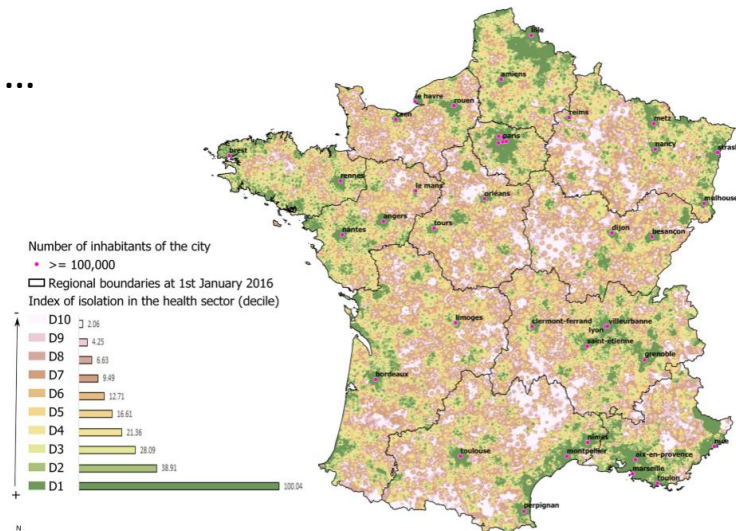 ...
lille
amiens
le havre
rouen
caen
reims
metz
paris
nancy
strasb
brest
rennes
le mans
orléans
mulhouse
angers
tours
nantes
dijon
besançon
Number of inhabitants of the city
>= 100,000
Regional boundaries at 1st January 2016
Index of isolation in the health sector (decile)
-
D10 2.06
D9 4.25
D8 6.63
D7 9.49
D6 12.71
D5 16.61
D4 21.36
D3 28.09
D2 38.91
D1 100.04
+
N
limoges
clermont-ferrand
villeurbanne
lyon
saint-étienne
grenoble
bordeaux
nîmes
nice
toulouse
montpellier
aix-en-provence
marseille
toulon
perpignan